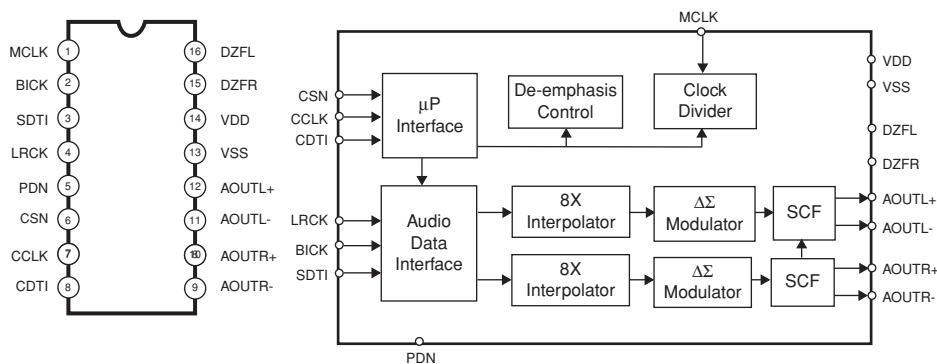 MCLK 1 16 DZFL
BICK 2 15 DZFR
SDTI 3 14 VDD
LRCK 4 13 VSS
PDN 5 12 AOUTL+
CSN 6 11 AOUTL-
CCLK 7 10 AOUTR+
CDTI 8 9 AOUTR-
MCLK
CSN
CCLK
CDTI
µP
Interface
De-emphasis
Control
Clock
Divider
VDD
VSS
DZFL
DZFR
LRCK
BICK
SDTI
Audio
Data
Interface
8X
Interpolator
ΔΣ
Modulator
SCF
AOUTL+
AOUTL-
8X
Interpolator
ΔΣ
Modulator
SCF
AOUTR+
AOUTR-
PDN